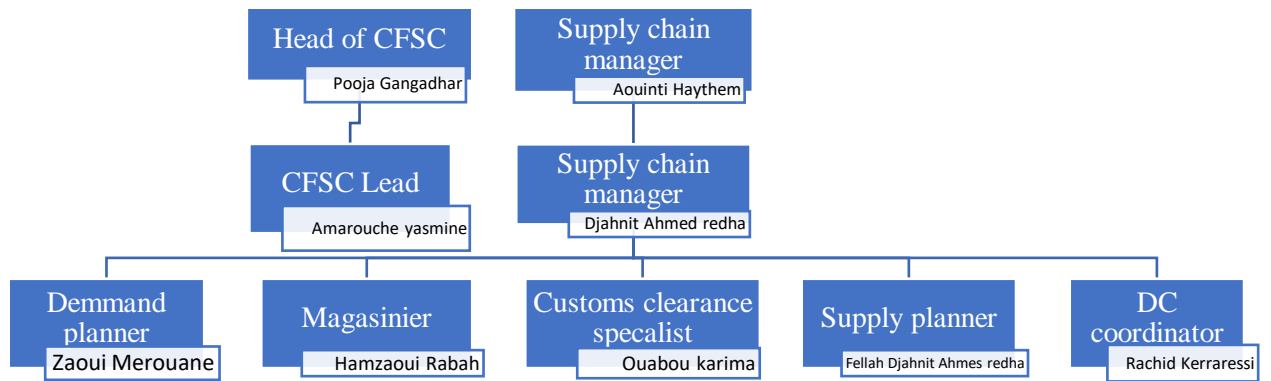 Head of CFSC
Pooja Gangadhar
Supply chain
manager
Aouinti Haythem
CFSC Lead
Amarouche yasmine
Supply chain
manager
Djahnit Ahmed redha
Demmand
planner
Zaoui Merouane
Magasinier
Hamzaoui Rabah
Customs clearance
specalist
Ouabou karima
Supply planner
Fellah Djahnit Ahmes redha
DC
coordinator
Rachid Kerraressi